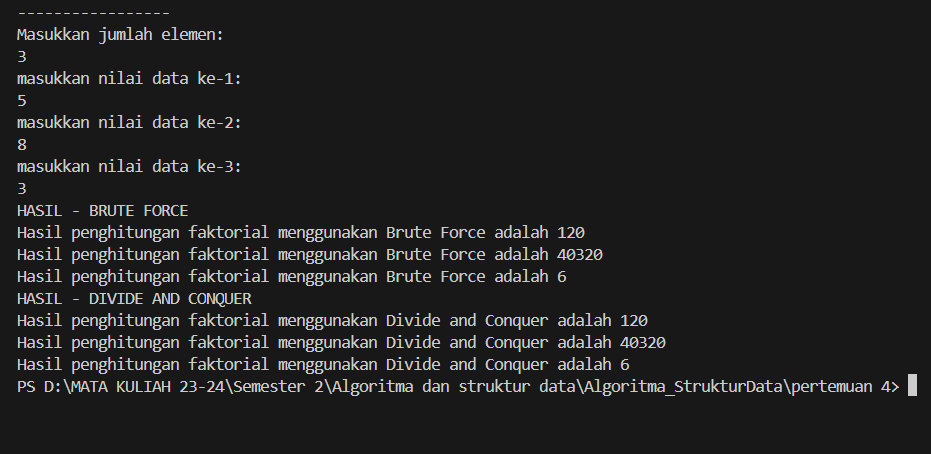 -----------------
Masukkan jumlah elemen:
3
masukkan nilai data ke-1:
5
masukkan nilai data ke-2:
8
masukkan nilai data ke-3:
3
HASIL - BRUTE FORCE
Hasil penghitungan faktorial menggunakan Brute Force adalah 120
Hasil penghitungan faktorial menggunakan Brute Force adalah 40320
Hasil penghitungan faktorial menggunakan Brute Force adalah 6
HASIL - DIVIDE AND CONQUER
Hasil penghitungan faktorial menggunakan Divide and Conquer adalah 120
Hasil penghitungan faktorial menggunakan Divide and Conquer adalah 40320
Hasil penghitungan faktorial menggunakan Divide and Conquer adalah 6
PS D:\MATA KULIAH 23-24\Semester 2\Algoritma dan struktur data\Algoritma_StrukturData\pertemuan 4>